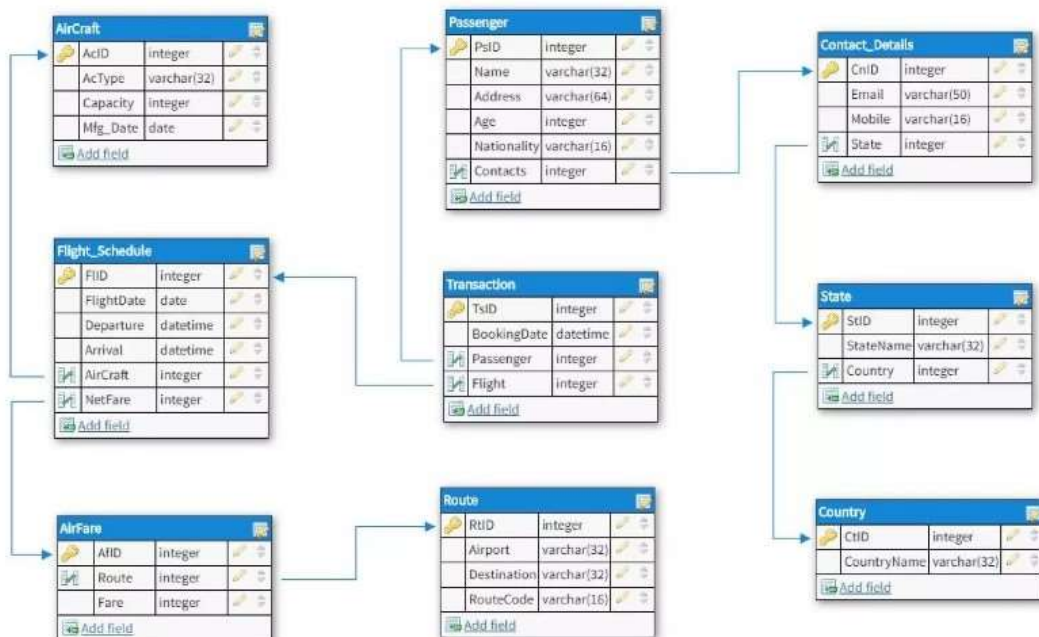 AirCraft
AcID integer
AcType varchar(32)
Capacity integer
Mfg_Date date
Add field
Passenger
PsID integer
Name varchar(32)
Address varchar(64)
Age integer
Nationality varchar(16)
Contacts integer
Add field
Contact_Details
CnID integer
Email varchar(50)
Mobile varchar(16)
State integer
Add field
Flight_Schedule
FlID integer
FlightDate date
Departure datetime
Arrival datetime
AirCraft integer
NetFare integer
Add field
Transaction
TsID integer
BookingDate datetime
Passenger integer
Flight integer
Add field
State
StID integer
StateName varchar(32)
Country integer
Add field
AirFare
AfID integer
Route integer
Fare integer
Add field
Route
RtID integer
Airport varchar(32)
Destination varchar(32)
RouteCode varchar(16)
Add field
Country
CtID integer
CountryName varchar(32)
Add field